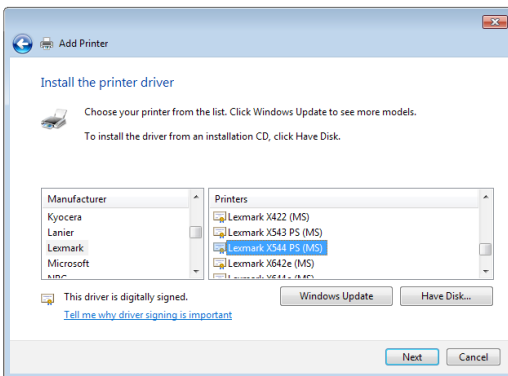 Add Printer
Install the printer driver
Choose your printer from the list. Click Windows Update to see more models.
To install the driver from an installation CD, click Have Disk.
Manufacturer
Kyocera
Lanier
Lexmark
Microsoft
Printers
Lexmark X422 (MS)
Lexmark X543 PS (MS)
Lexmark X544 PS (MS)
Lexmark X642e (MS)
This driver is digitally signed.
Tell me why driver signing is important
Windows Update
Have Disk...
Next
Cancel